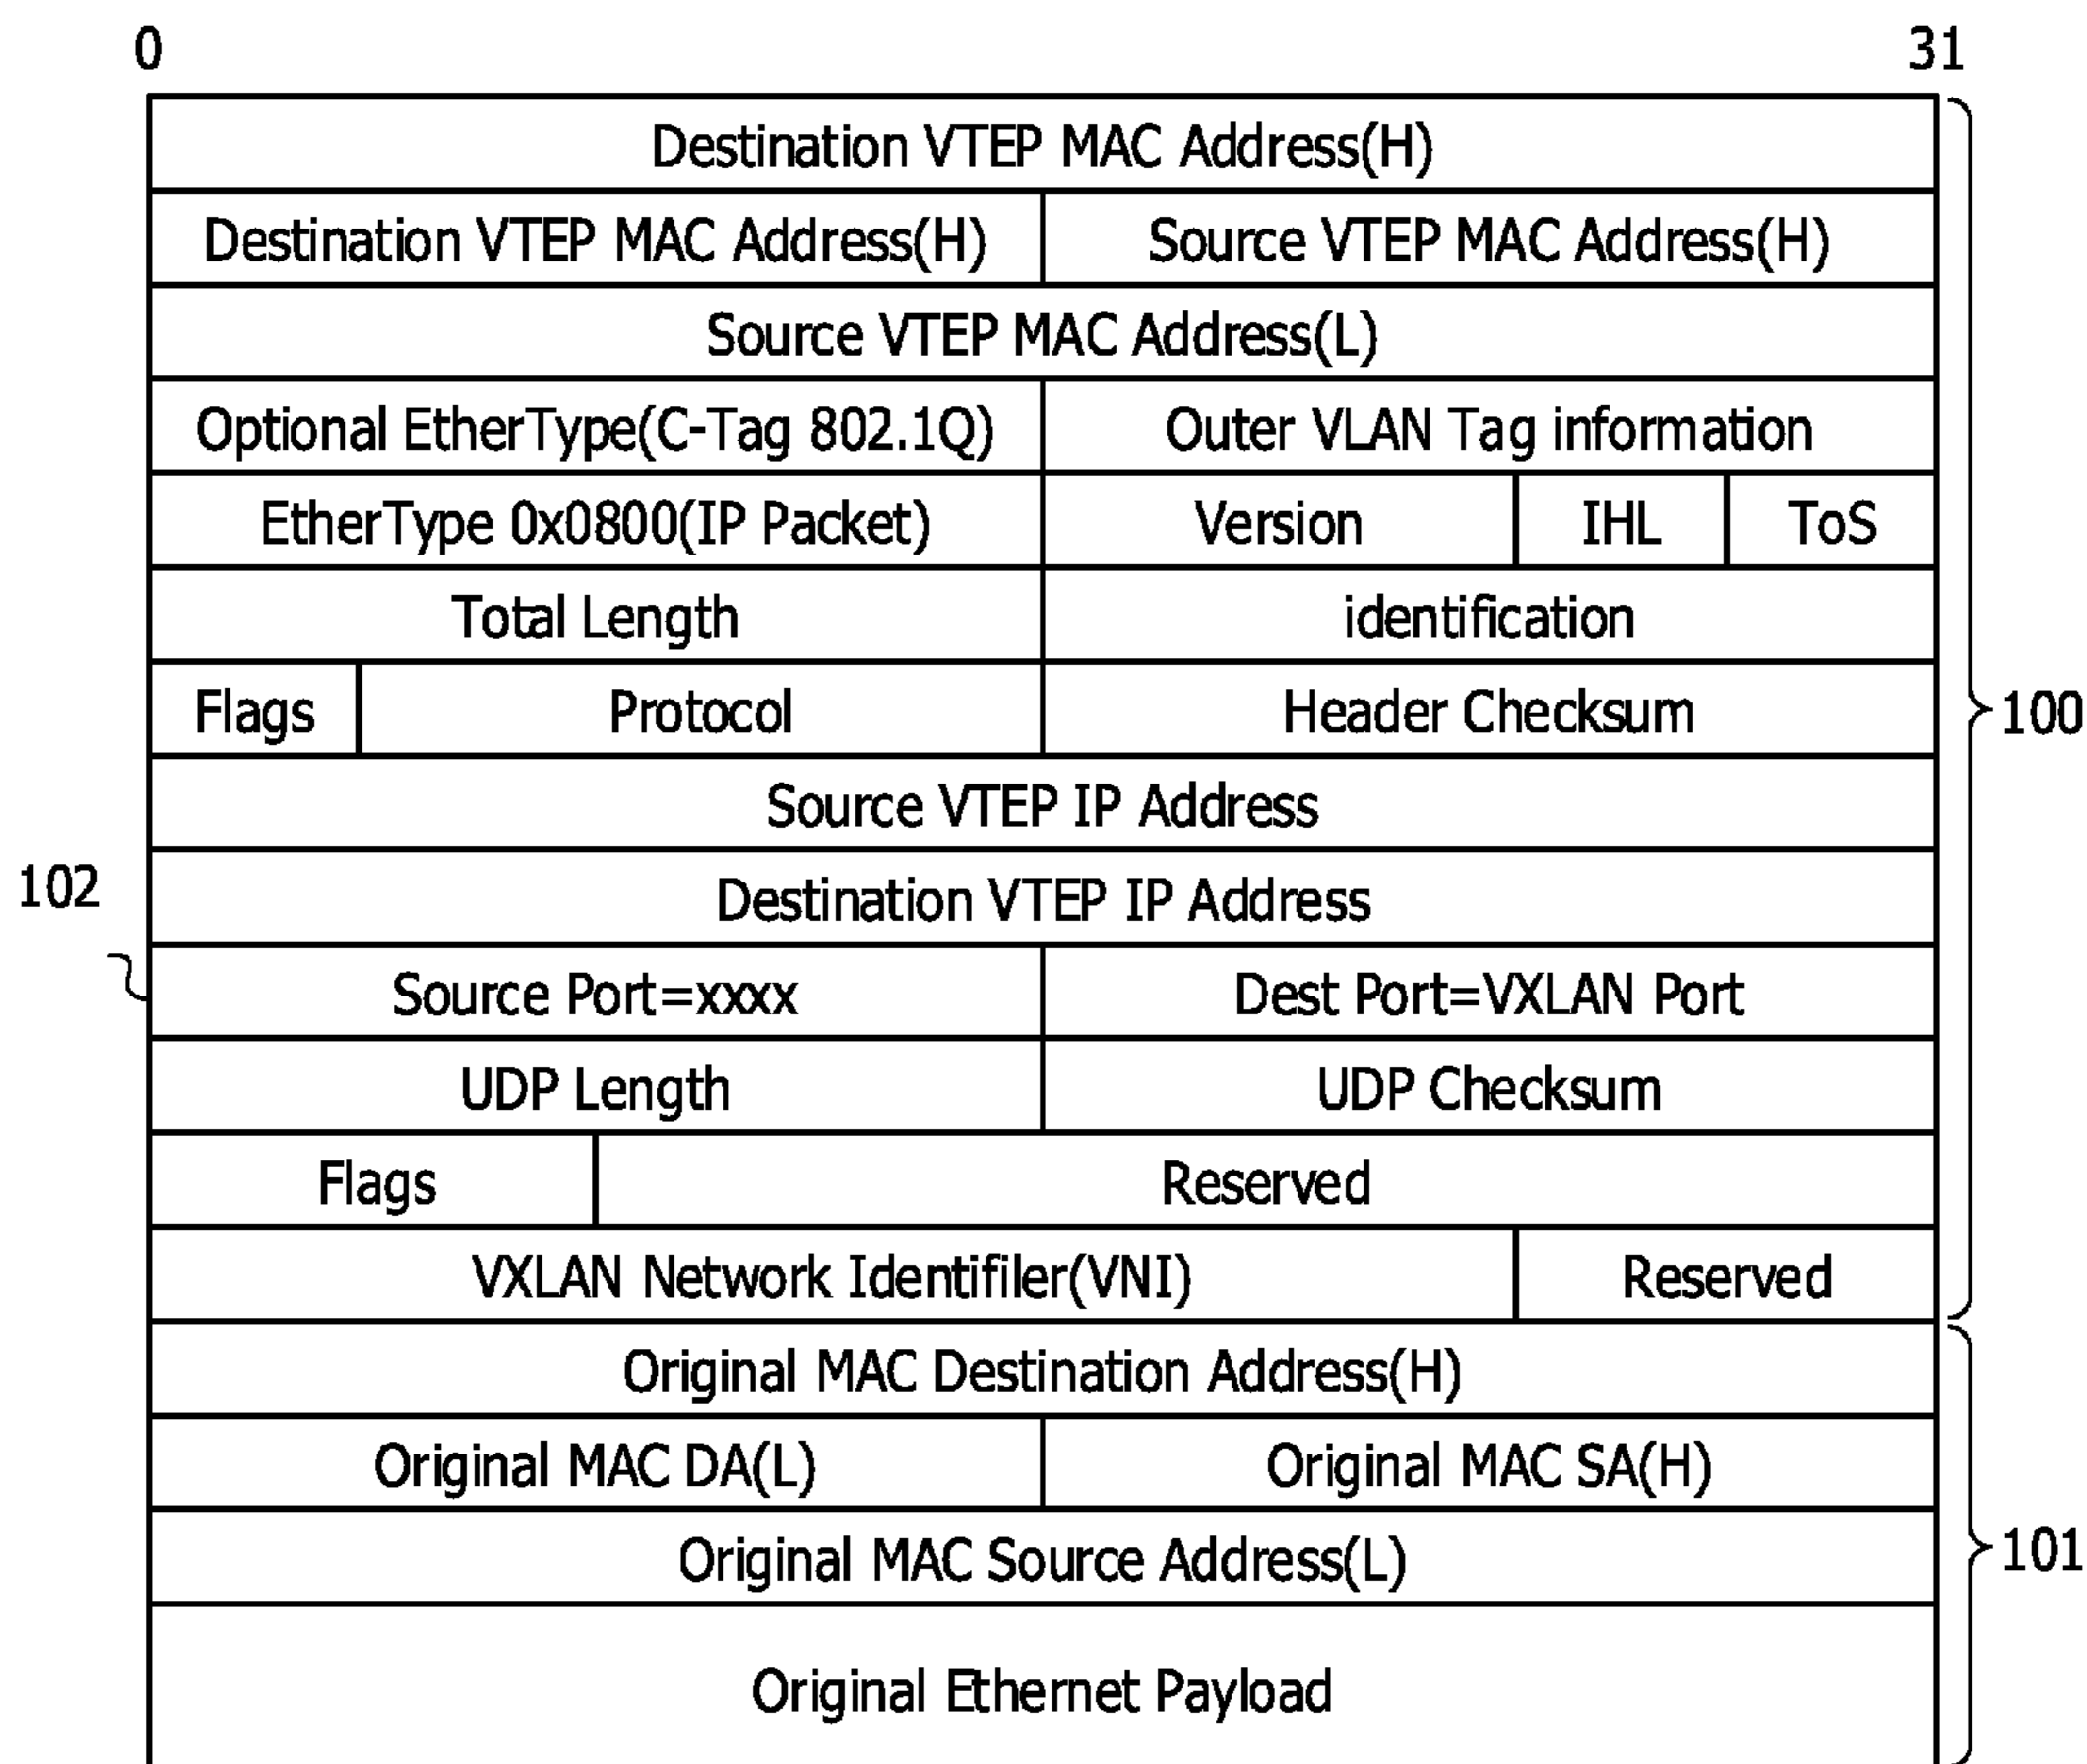 0 31
Destination VTEP MAC Address(H)
Destination VTEP MAC Address(H) Source VTEP MAC Address(H)
Source VTEP MAC Address(L)
Optional EtherType(C-Tag 802.1Q) Outer VLAN Tag information
EtherType 0x0800(IP Packet) Version IHL ToS
Total Length identification
Flags Protocol Header Checksum
100
Source VTEP IP Address
102
Destination VTEP IP Address
Source Port=xxxx Dest Port=VXLAN Port
UDP Length UDP Checksum
Flags Reserved
VXLAN Network Identifiler(VNI) Reserved
Original MAC Destination Address(H)
Original MAC DA(L) Original MAC SA(H)
Original MAC Source Address(L)
101
Original Ethernet Payload